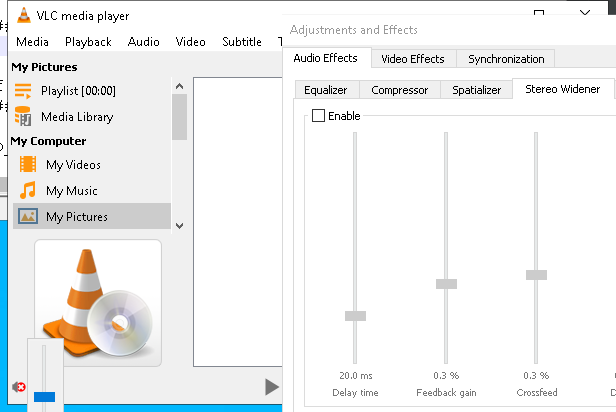 VLC media player
Media Playback Audio Video Subtitle T
My Pictures
Playlist [00:00]
Media Library
My Computer
My Videos
My Music
My Pictures
Adjustments and Effects
Audio Effects Video Effects Synchronization
Equalizer Compressor Spatializer Stereo Widener
Enable
20.0 ms 0.3 % 0.3 %
Delay time Feedback gain Crossfeed D